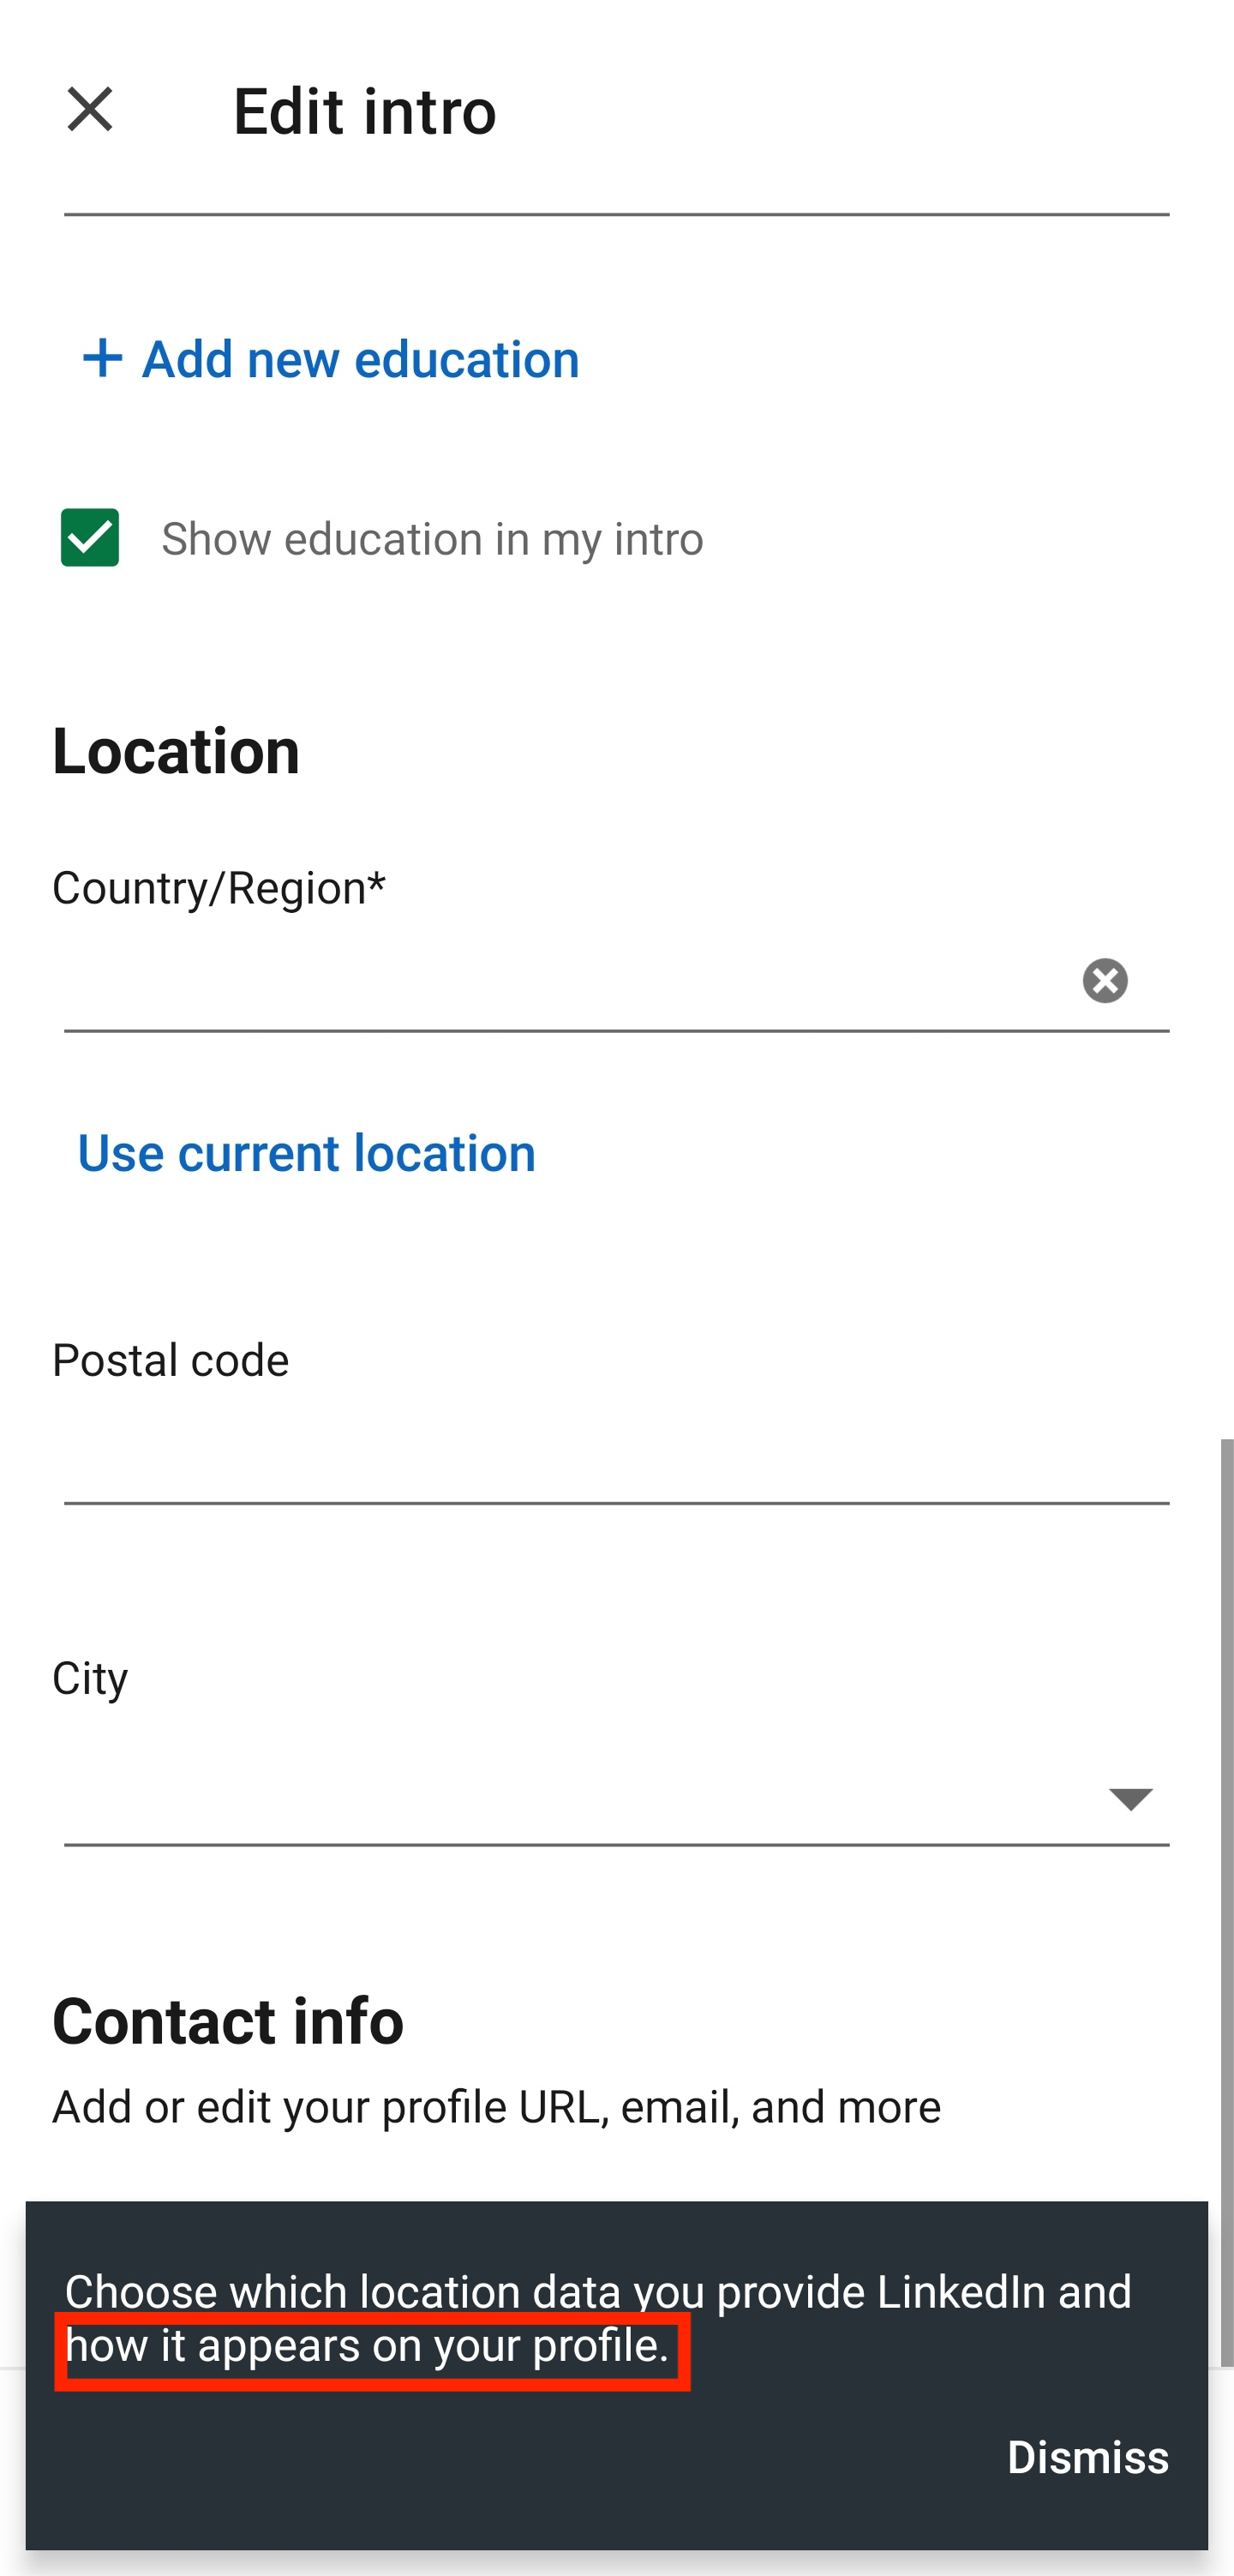 Edit intro
+ Add new education
Show education in my intro
Location
Country/Region*
Use current location
Postal code
City
Contact info
Add or edit your profile URL, email, and more
Choose which location data you provide LinkedIn and
how it appears on your profile.
Dismiss